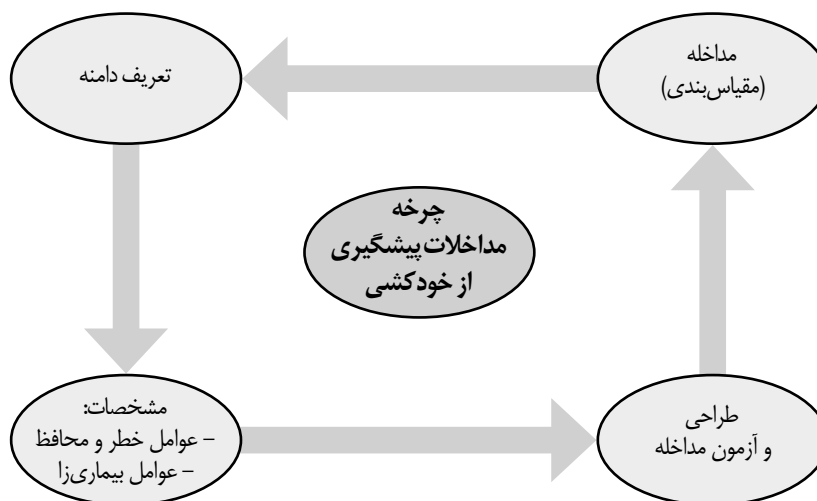 مداخله
(مقیاس‌بندی)
تعریف دامنه
چرخه
مداخلات پیشگیری
از خودکشی
مشخصات:
– عوامل خطر و محافظ
– عوامل بیماری‌زا
طراحی
و آزمون مداخله